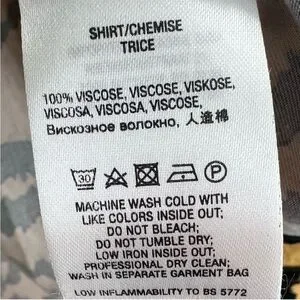 SHIRT/CHEMISE
TRICE
100% VISCOSE, VISCOSE, VISKOSE,
VISCOSA, VISCOSA, VISCOSE,
Вискозное волокно, 人造棉
30 P
MACHINE WASH COLD WITH
LIKE COLORS INSIDE OUT;
DO NOT BLEACH;
DO NOT TUMBLE DRY;
LOW IRON INSIDE OUT;
PROFESSIONAL DRY CLEAN;
WASH IN SEPARATE GARMENT BAG
LOW INFLAMMABILITY TO BS 5772